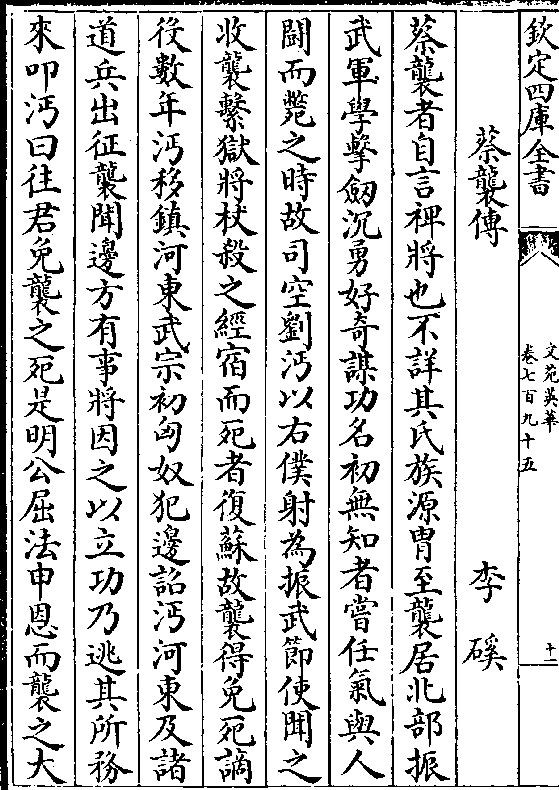 欽定四庫全書
文苑英華
卷七百九十五
十一
蔡襲傳 李磎
蔡襲者自言裨將也不詳其氏族源胄至襲居北部振
武軍學擊劒沉勇好奇謀功名初無知者嘗任氣與人
鬬而斃之時故司空劉沔以右僕射為振武節使聞之
收襲繫獄將杖殺之經宿而死者復蘇故襲得免死謫
役數年沔移鎮河東武宗初匈奴犯邊詔沔河東及諸
道兵出征襲聞邊方有事將因之以立功乃逃其所務
來叩沔曰往君免襲之死是明公屈法申恩而襲之大